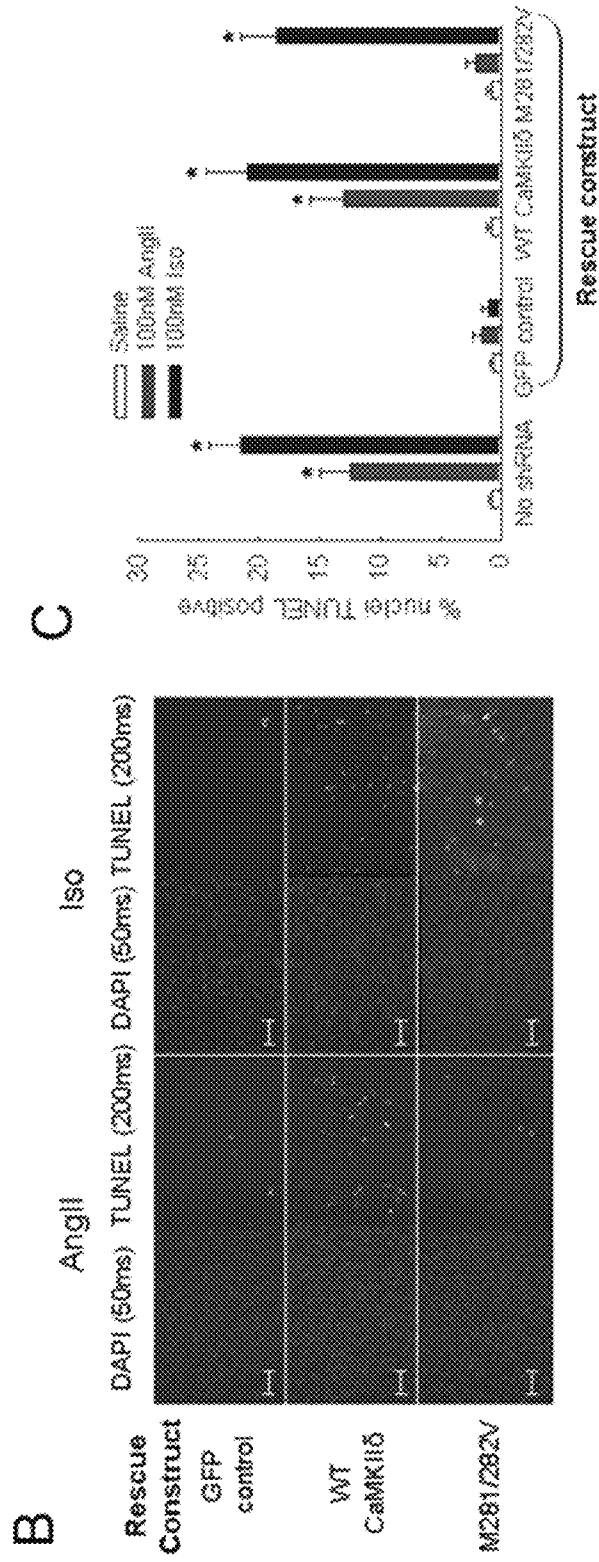 B
AngII
Iso
DAPI (50ms) TUNEL (200ms) DAPI (50ms) TUNEL (200ms)
Rescue
Construct
GFP
control
WT
CaMKIIδ
M281/282V
C
% nuclei TUNEL positive
30
25
20
15
10
5
0
Saline
100nM AngII
100nM Iso
*
*
*
*
*
No shRNA
GFP control
WT CaMKIIδ
M281/282V
Rescue construct